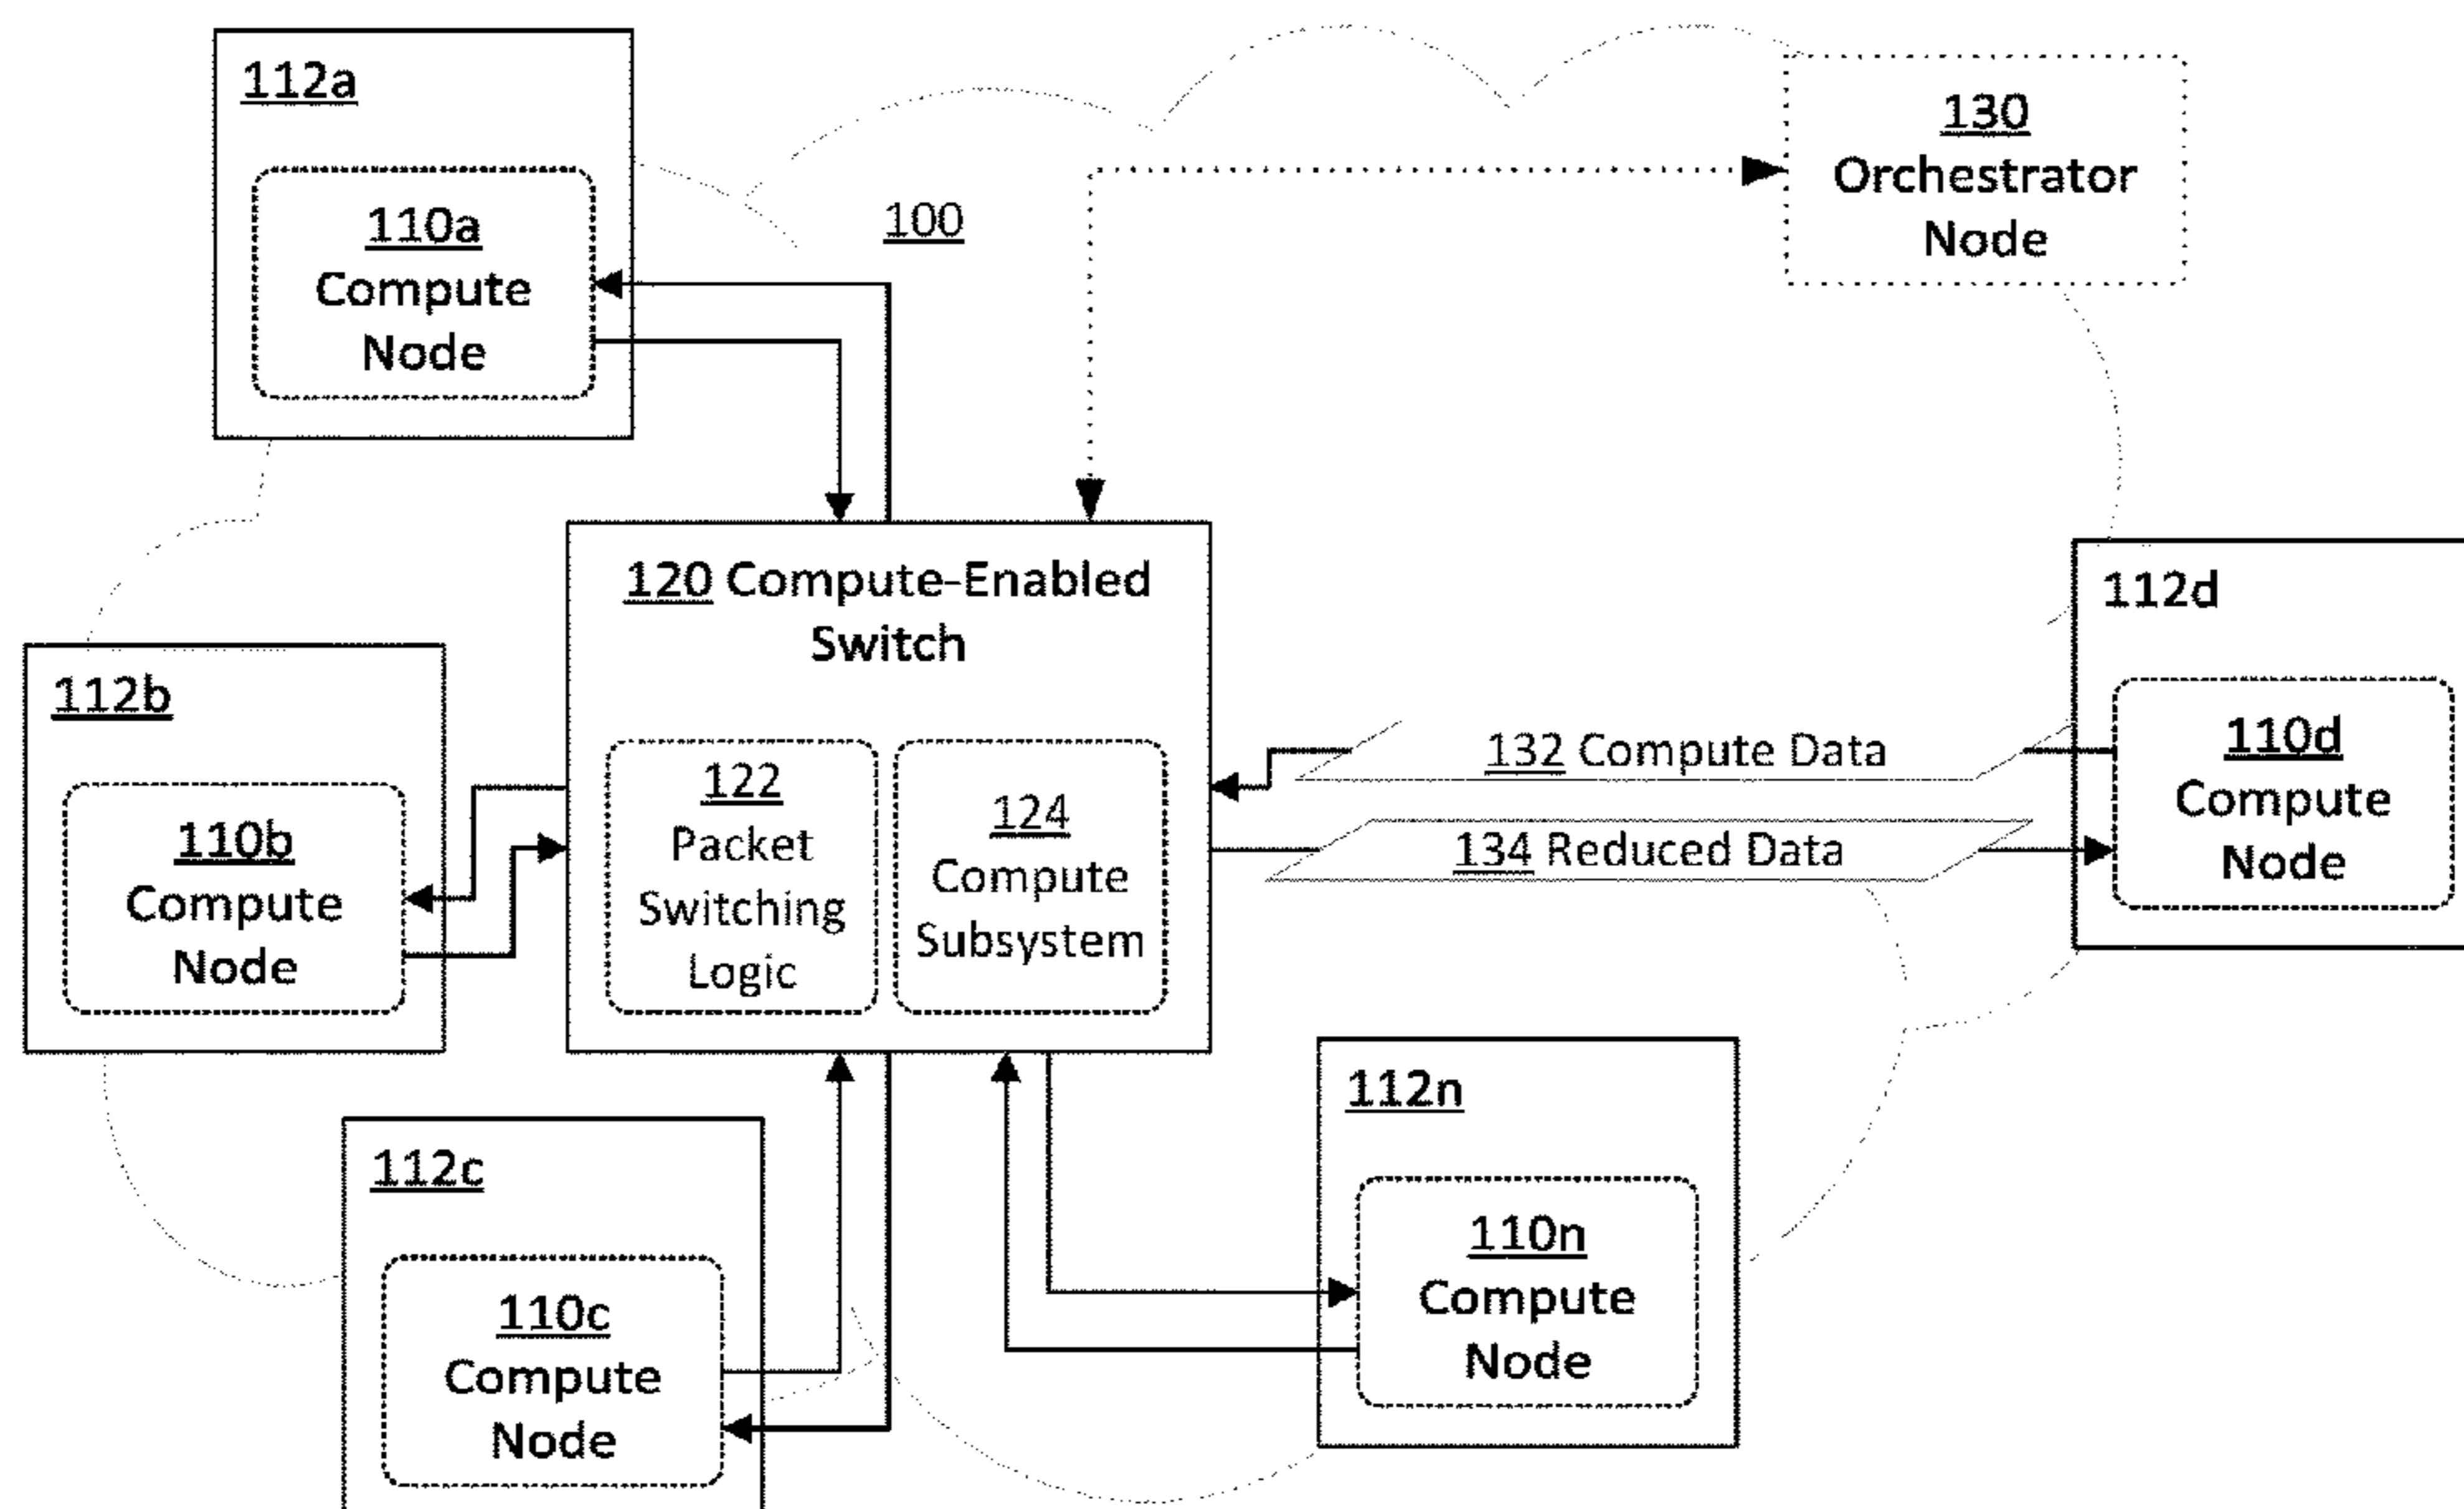 112a
110a
Compute
Node
100
130
Orchestrator
Node
120 Compute-Enabled
Switch
122
Packet
Switching
Logic
124
Compute
Subsystem
112b
110b
Compute
Node
132 Compute Data
134 Reduced Data
112d
110d
Compute
Node
112c
110c
Compute
Node
112n
110n
Compute
Node